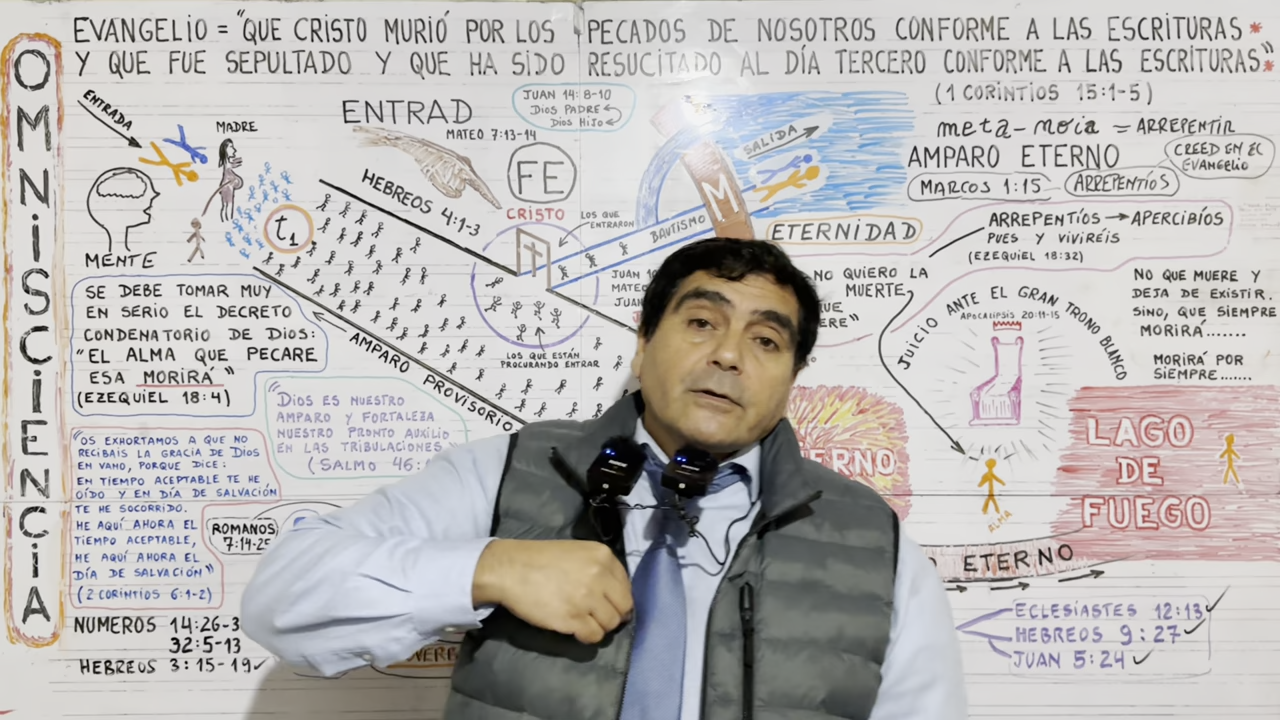 EVANGELIO = "QUE CRISTO MURIÓ POR LOS PECADOS DE NOSOTROS CONFORME A LAS ESCRITURAS
Y QUE FUE SEPULTADO Y QUE HA SIDO RESUCITADO AL DÍA TERCERO CONFORME A LAS ESCRITURAS"
(1 CORINTIOS 15:1-5)
OMNISCIENCIA
ENTRADA
MADRE
MENTE
t1
ENTRAD
MATEO 7:13-14
JUAN 14:8-10
DIOS PADRE
DIOS HIJO
FE
CRISTO
HEBREOS 4:1-3
LOS QUE
ENTRARON
BAUTISMO
M
SALIDA
ETERNIDAD
meta-noia = ARREPENTIR
AMPARO ETERNO
CREED EN EL
EVANGELIO
MARCOS 1:15
ARREPENTÍOS
ARREPENTÍOS → APERCIBÍOS
PUES Y VIVIRÉIS
(EZEQUIEL 18:32)
SE DEBE TOMAR MUY
EN SERIO EL DECRETO
CONDENATORIO DE DIOS:
"EL ALMA QUE PECARE
ESA MORIRÁ"
(EZEQUIEL 18:4)
AMPARO PROVISORIO
LOS QUE ESTÁN
PROCURANDO ENTRAR
JUAN
MATEO
JUAN
NO QUIERO LA
MUERTE
JUICIO ANTE EL GRAN TRONO BLANCO
APOCALIPSIS 20:11-15
NO QUE MUERE Y
DEJA DE EXISTIR.
SINO, QUE SIEMPRE
MORIRA.......
MORIRÁ POR
SIEMPRE.......
DIOS ES NUESTRO
AMPARO Y FORTALEZA
NUESTRO PRONTO AUXILIO
EN LAS TRIBULACIONES
(SALMO 46:
"OS EXHORTAMOS A QUE NO
RECIBAIS LA GRACIA DE DIOS
EN VANO, PORQUE DICE:
EN TIEMPO ACEPTABLE TE HE
OÍDO Y EN DÍA DE SALVACIÓN
TE HE SOCORRIDO.
HE AQUÍ AHORA EL
TIEMPO ACEPTABLE,
HE AQUÍ AHORA EL
DÍA DE SALVACIÓN"
(2 CORINTIOS 6:1-2)
ROMANOS
7:14-25
NUMEROS 14:26-3
32:5-13
HEBREOS 3:15-19
ERNO
LAGO
DE
FUEGO
ALMA
ETERNO
ECLESIASTES 12:13
HEBREOS 9:27
JUAN 5:24